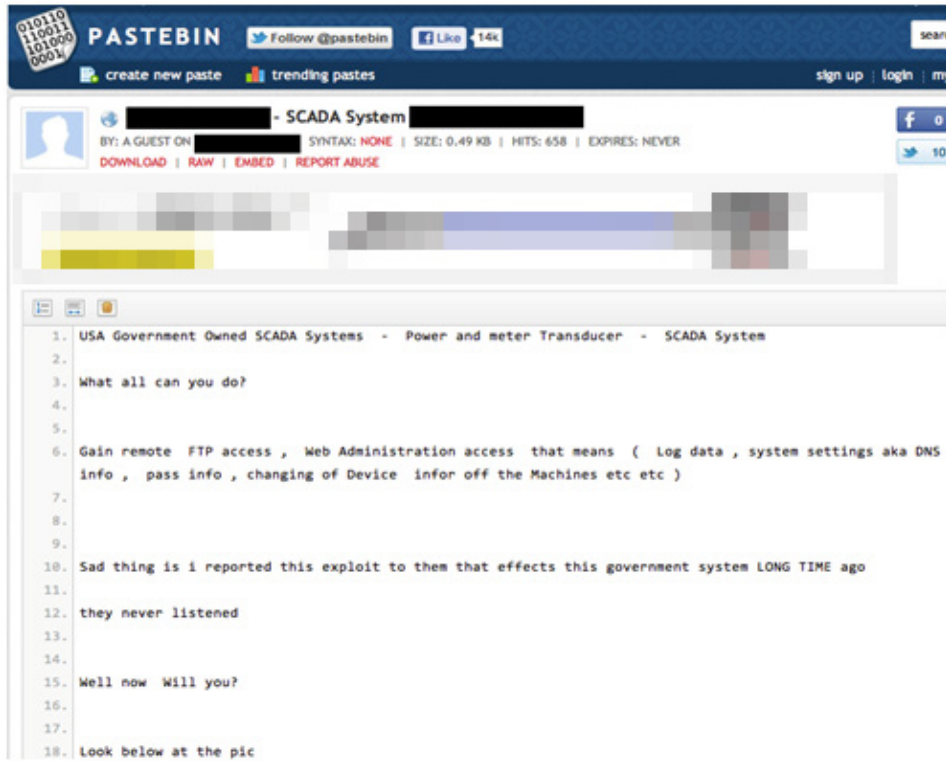 010110
110011
101000
0001
PASTEBIN Follow @pastebin Like 14k
create new paste trending pastes sign up | login
- SCADA System
BY: A GUEST ON SYNTAX: NONE | SIZE: 0.49 KB | HITS: 658 | EXPIRES: NEVER
DOWNLOAD | RAW | EMBED | REPORT ABUSE
0
10
1. USA Government Owned SCADA Systems - Power and meter Transducer - SCADA System
2.
3. What all can you do?
4.
5.
6. Gain remote FTP access , Web Administration access that means ( Log data , system settings aka DNS
info , pass info , changing of Device infor off the Machines etc etc )
7.
8.
9.
10. Sad thing is i reported this exploit to them that effects this government system LONG TIME ago
11.
12. they never listened
13.
14.
15. Well now Will you?
16.
17.
18. Look below at the pic